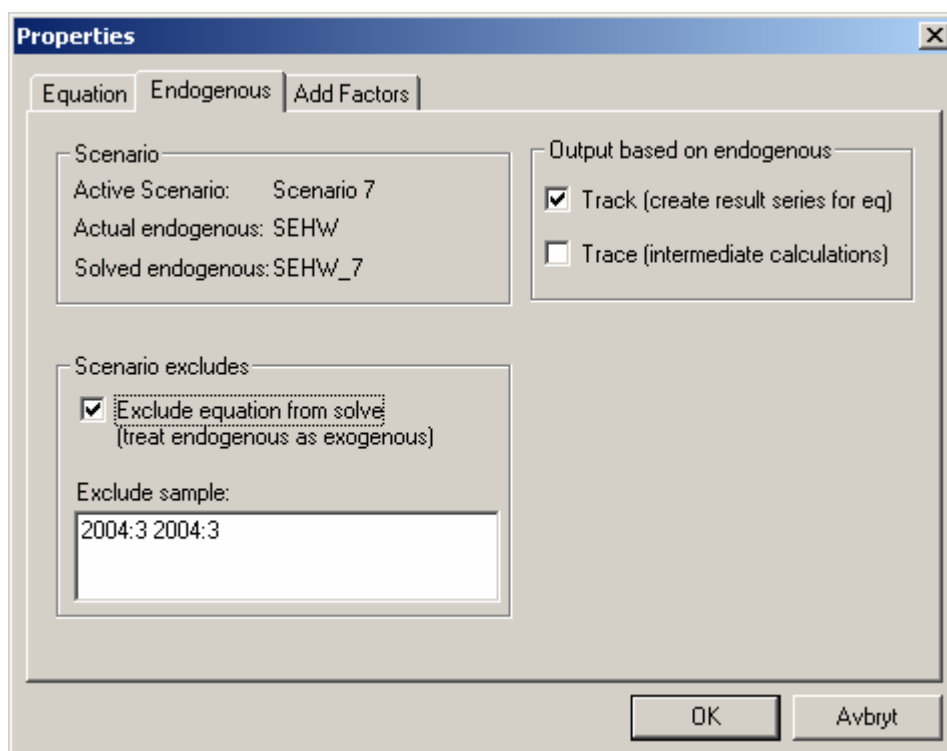 Properties
Equation Endogenous Add Factors
Scenario
Active Scenario: Scenario 7
Actual endogenous: SEHW
Solved endogenous: SEHW_7
Output based on endogenous
Track (create result series for eq)
Trace (intermediate calculations)
Scenario excludes
Exclude equation from solve
(treat endogenous as exogenous)
Exclude sample:
2004:3 2004:3
OK Avbryt